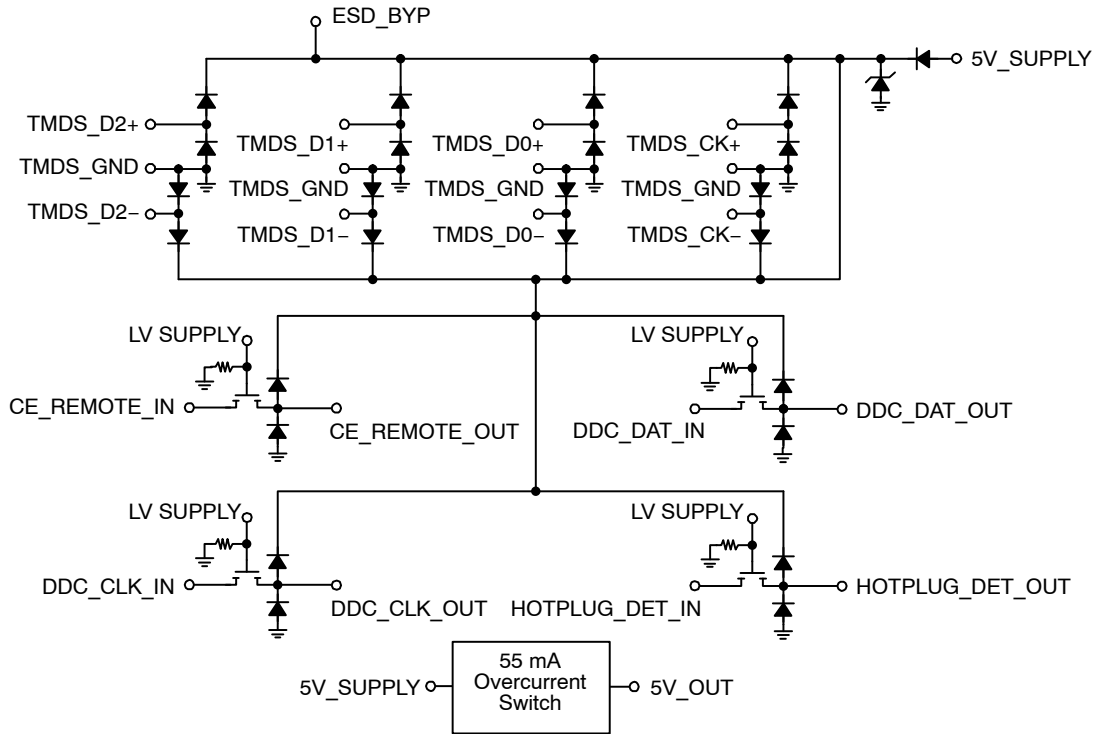 ESD_BYP
5V_SUPPLY
TMDS_D2+
TMDS_D1+
TMDS_D0+
TMDS_CK+
TMDS_GND
TMDS_GND
TMDS_GND
TMDS_GND
TMDS_D2−
TMDS_D1−
TMDS_D0−
TMDS_CK−
LV SUPPLY
LV SUPPLY
CE_REMOTE_IN
CE_REMOTE_OUT
DDC_DAT_IN
DDC_DAT_OUT
LV SUPPLY
LV SUPPLY
DDC_CLK_IN
DDC_CLK_OUT
HOTPLUG_DET_IN
HOTPLUG_DET_OUT
5V_SUPPLY
55 mA
Overcurrent
Switch
5V_OUT